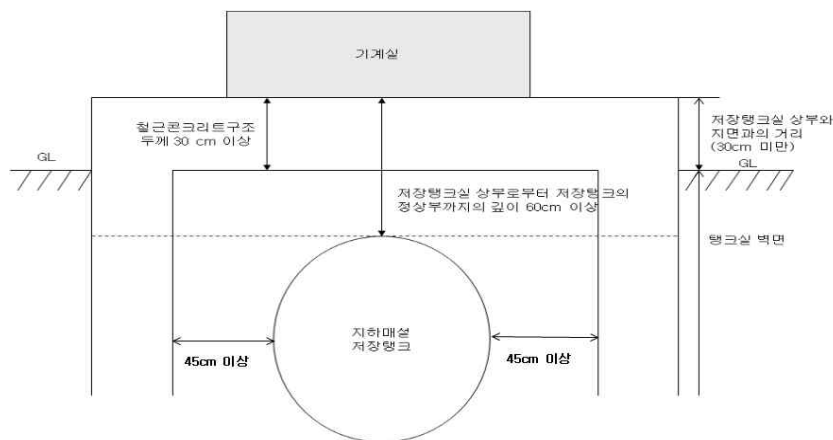 기계실
철근콘크리트구조
두께 30 cm 이상
저장탱크실 상부와
지면과의 거리
(30cm 미만)
GL
GL
저장탱크실 상부로부터 저장탱크의
정상부까지의 깊이 60cm 이상
탱크실 벽면
지하매설
저장탱크
45cm 이상
45cm 이상